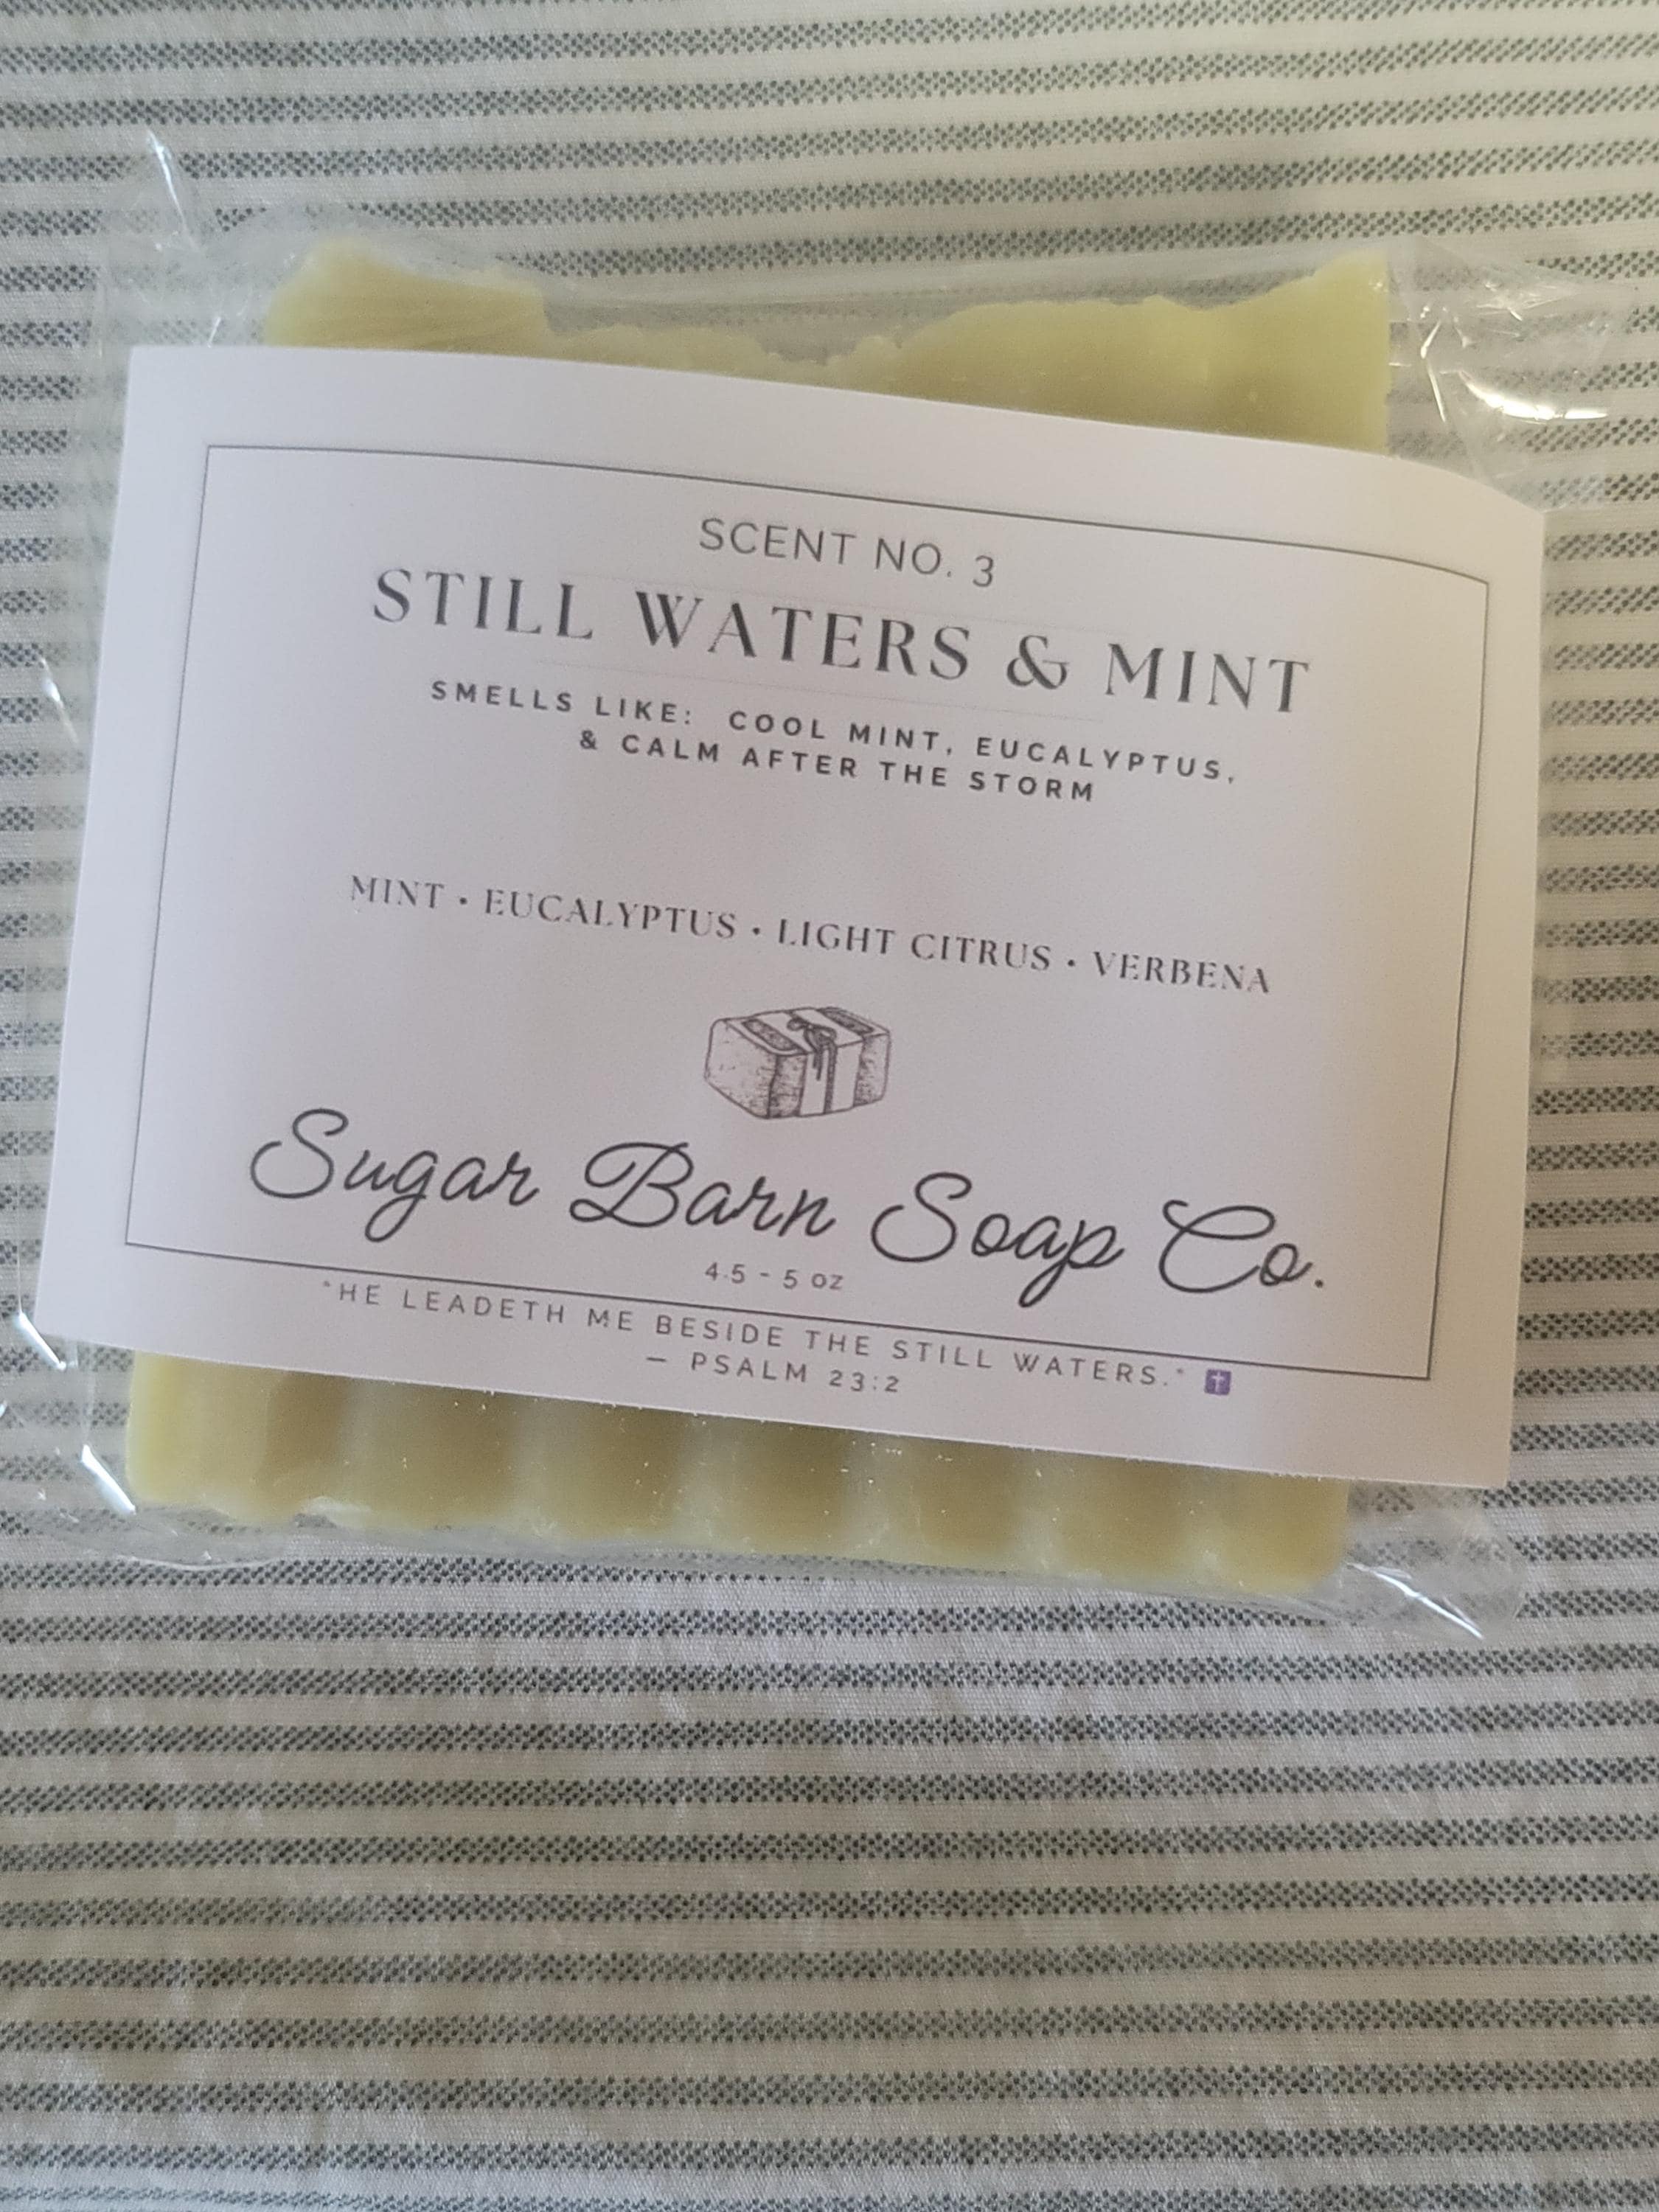 SCENT NO. 3
STILL WATERS & MINT
SMELLS LIKE: COOL MINT, EUCALYPTUS,
& CALM AFTER THE STORM
MINT • EUCALYPTUS • LIGHT CITRUS • VERBENA
Sugar Barn Soap Co.
4.5 - 5 OZ
"HE LEADETH ME BESIDE THE STILL WATERS." ✝️
— PSALM 23:2